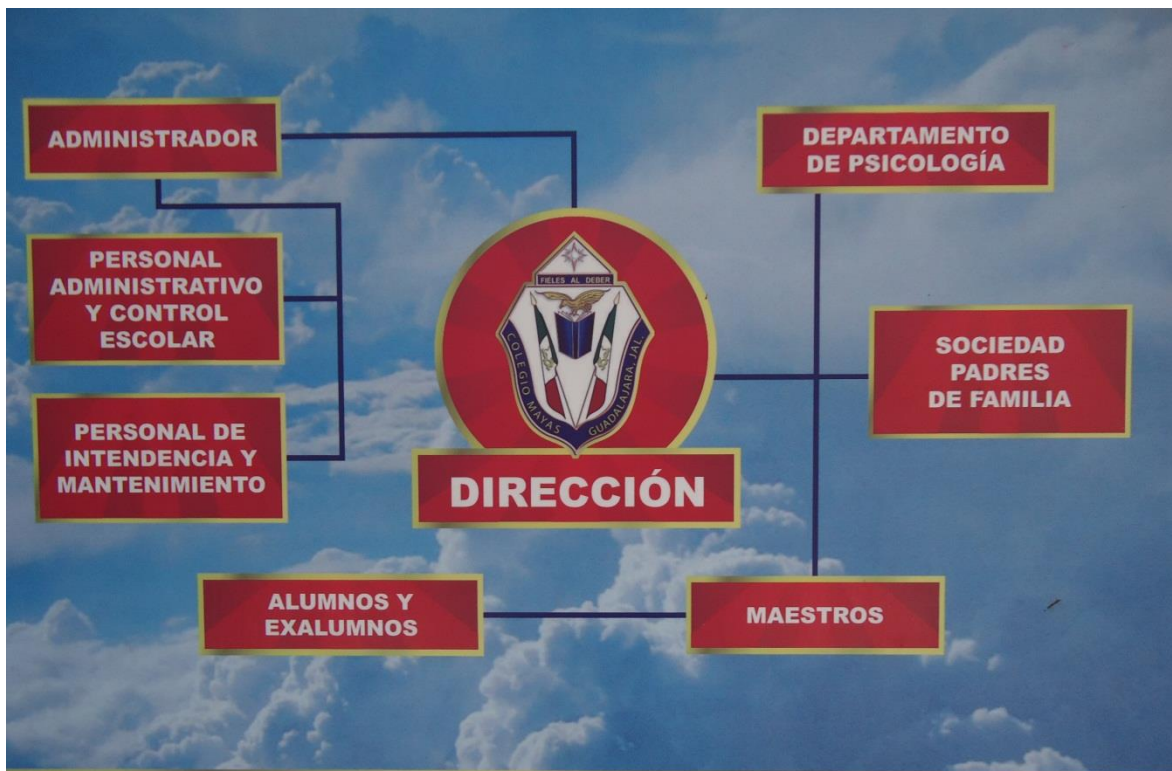 ADMINISTRADOR
DEPARTAMENTO
DE PSICOLOGÍA
PERSONAL
ADMINISTRATIVO
Y CONTROL
ESCOLAR
FIELES AL DEBER
COLEGIO MAYAS GUADALAJARA, JAL.
SOCIEDAD
PADRES
DE FAMILIA
PERSONAL DE
INTENDENCIA Y
MANTENIMIENTO
DIRECCIÓN
ALUMNOS Y
EXALUMNOS
MAESTROS